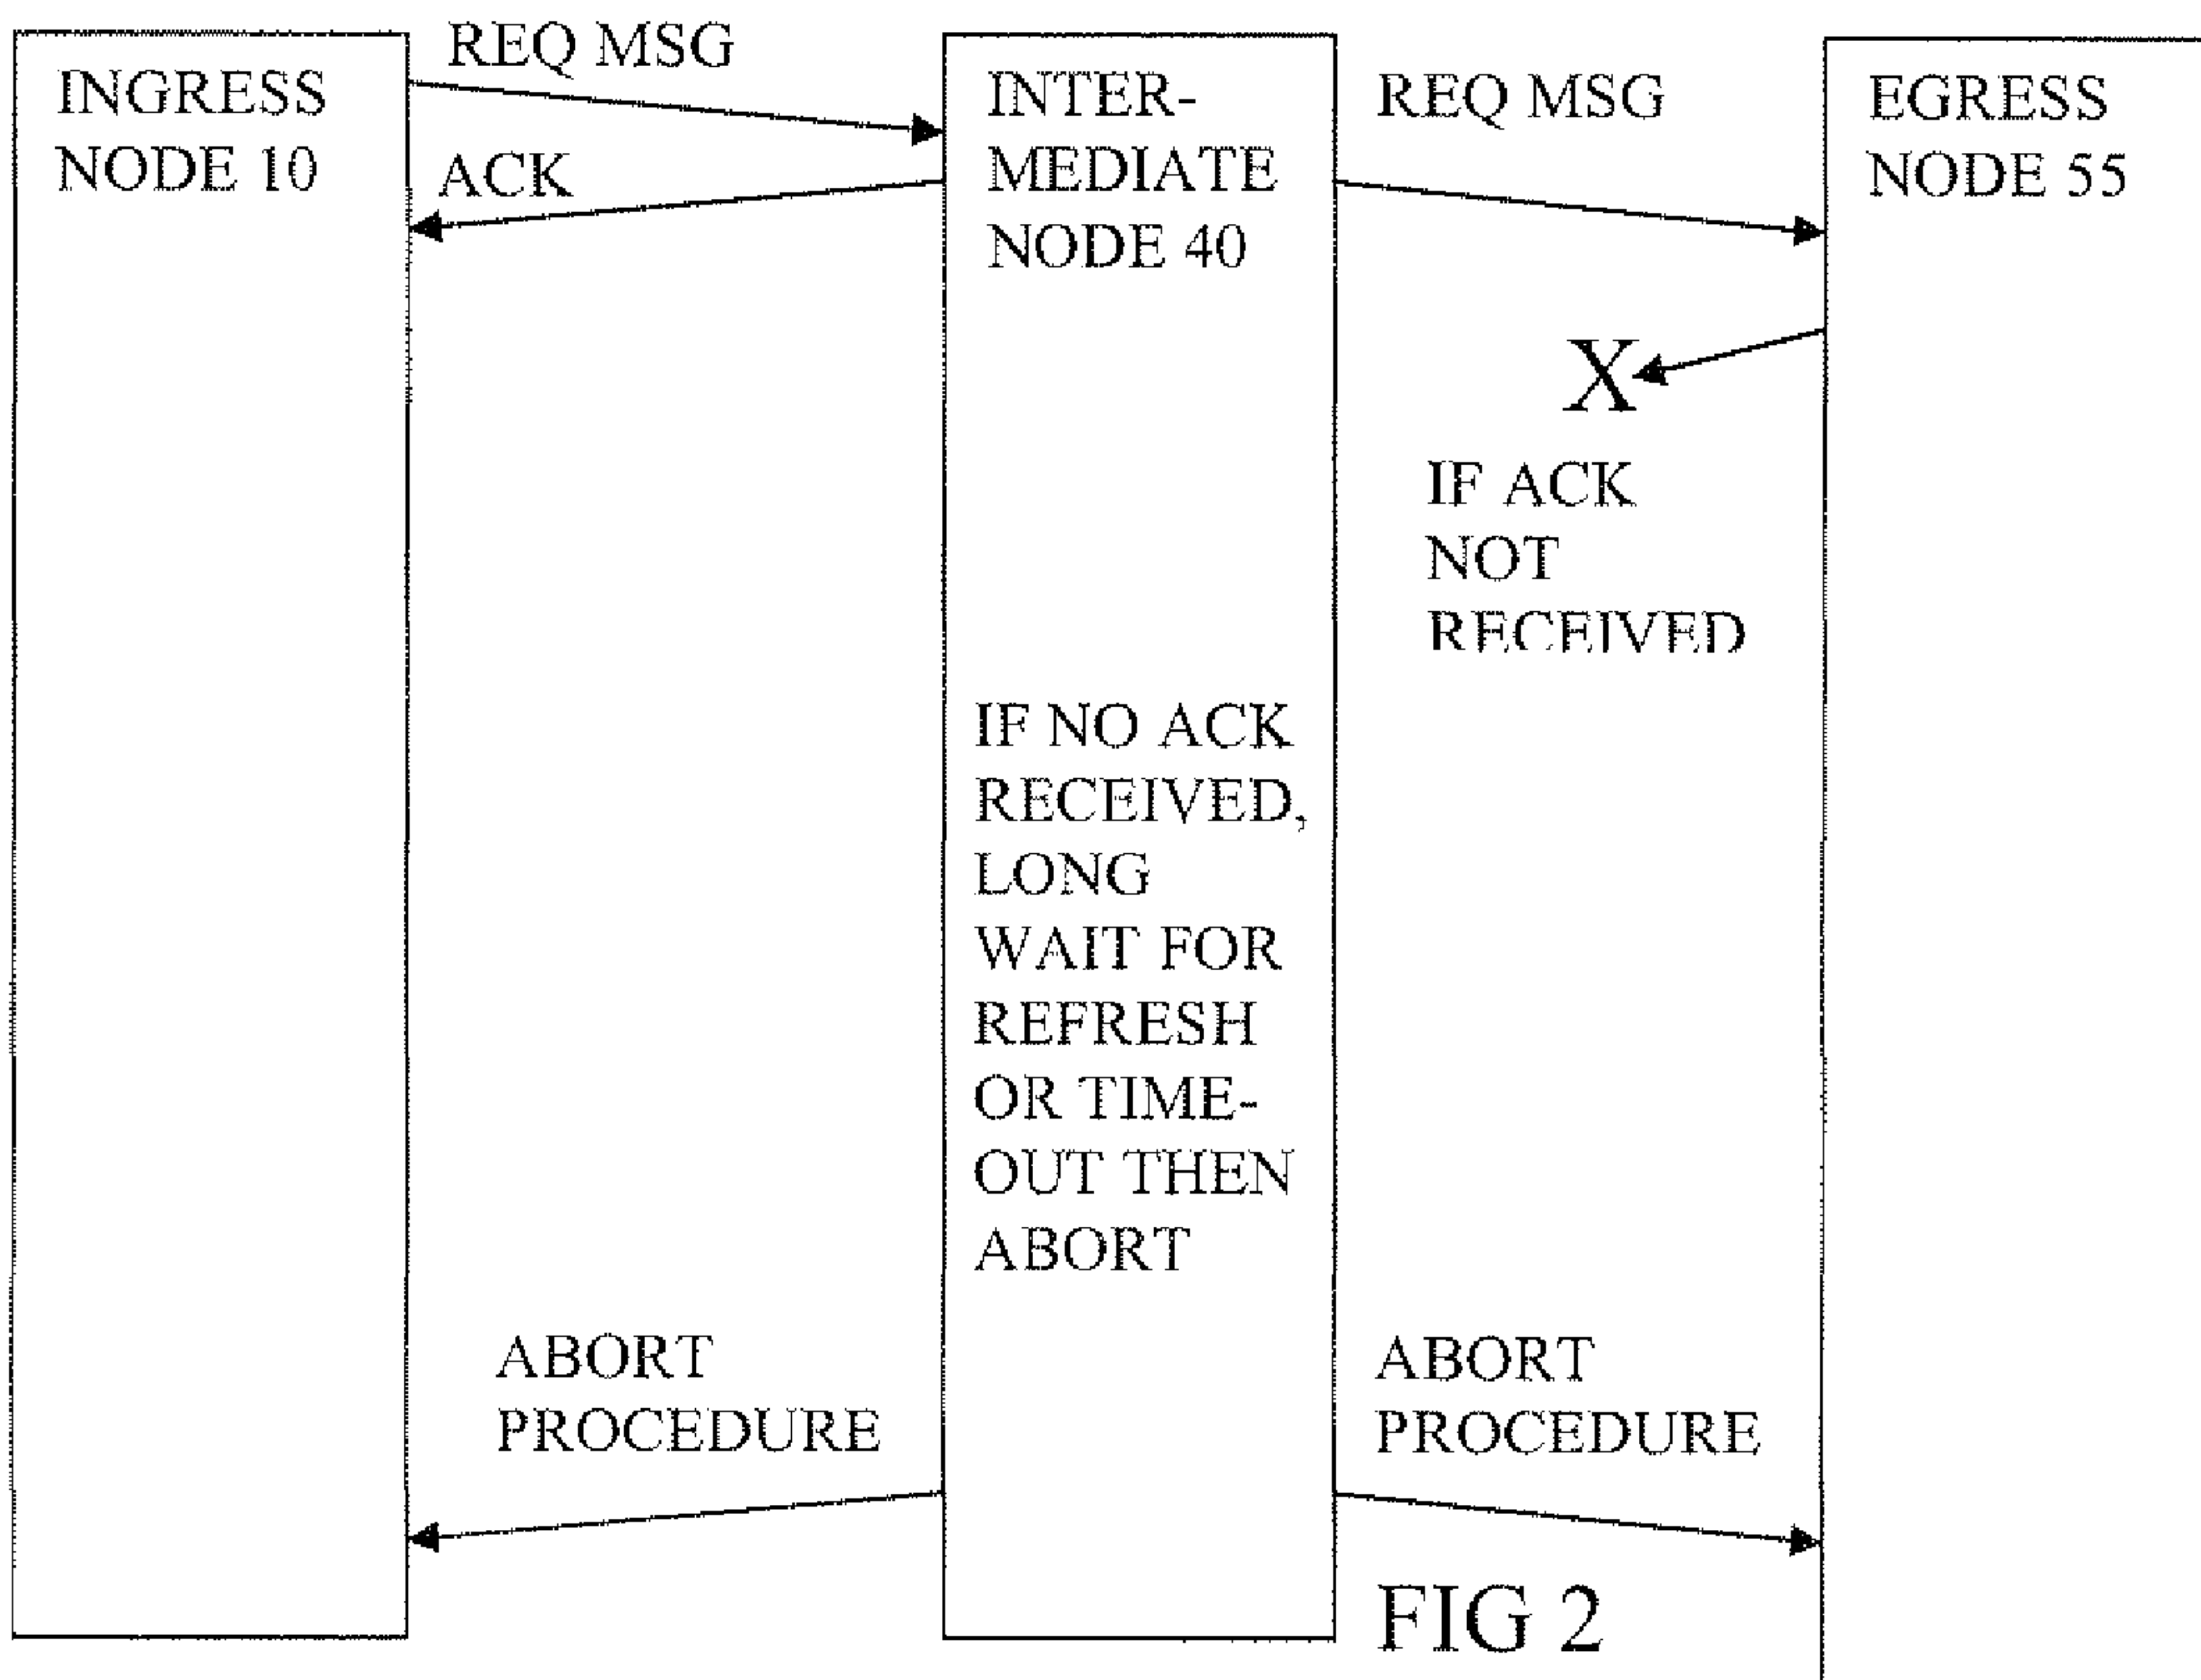 REQ MSG
INGRESS
NODE 10
ACK
INTER-
MEDIATE
NODE 40
REQ MSG
EGRESS
NODE 55
X
IF ACK
NOT
RECEIVED
IF NO ACK
RECEIVED,
LONG
WAIT FOR
REFRESH
OR TIME-
OUT THEN
ABORT
ABORT
PROCEDURE
ABORT
PROCEDURE
FIG 2